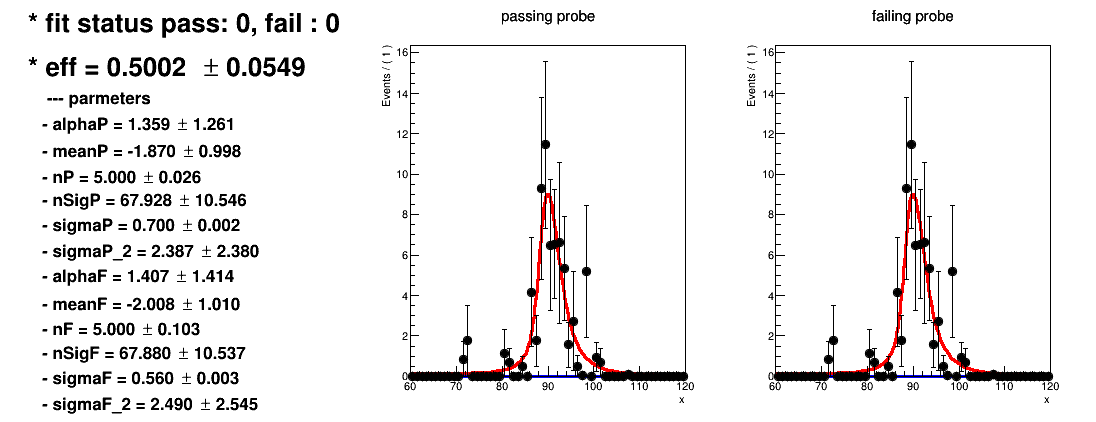 * fit status pass: 0, fail : 0
* eff = 0.5002 ± 0.0549
--- parmeters
- alphaP = 1.359 ± 1.261
- meanP = -1.870 ± 0.998
- nP = 5.000 ± 0.026
- nSigP = 67.928 ± 10.546
- sigmaP = 0.700 ± 0.002
- sigmaP_2 = 2.387 ± 2.380
- alphaF = 1.407 ± 1.414
- meanF = -2.008 ± 1.010
- nF = 5.000 ± 0.103
- nSigF = 67.880 ± 10.537
- sigmaF = 0.560 ± 0.003
- sigmaF_2 = 2.490 ± 2.545
passing probe
Events / ( 1 )
16
14
12
10
8
6
4
2
0
60 70 80 90 100 110 120
x
failing probe
Events / ( 1 )
16
14
12
10
8
6
4
2
0
60 70 80 90 100 110 120
x